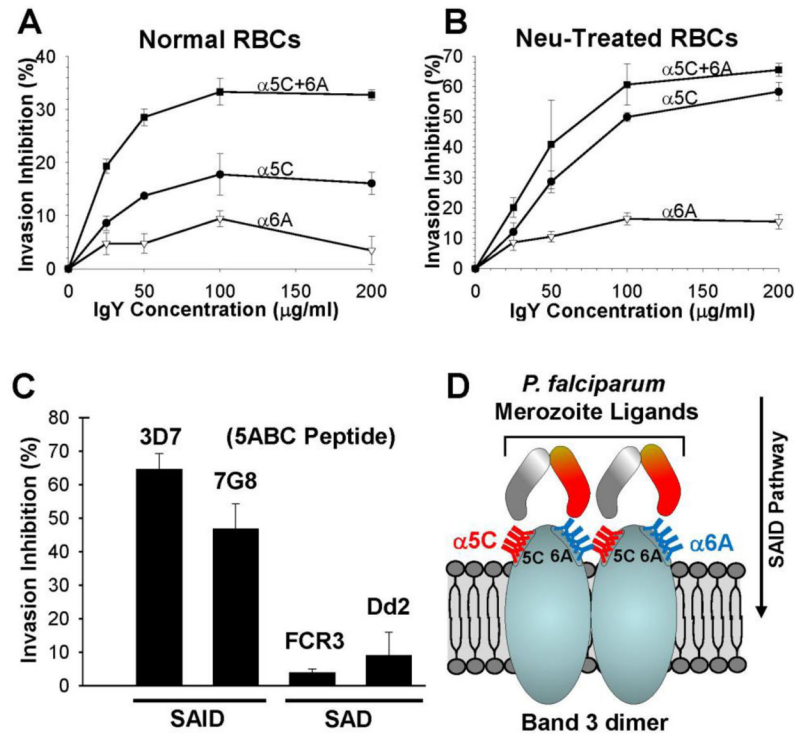 A
Normal RBCs
Invasion Inhibition (%)
40
30
20
10
0
α5C+6A
α5C
α6A
0
50
100
150
200
IgY Concentration (μg/ml)
B
Neu-Treated RBCs
Invasion Inhibition (%)
70
60
50
40
30
20
10
0
α5C+6A
α5C
α6A
0
50
100
150
200
IgY Concentration (μg/ml)
C
Invasion Inhibition (%)
80
70
60
50
40
30
20
10
0
3D7
(5ABC Peptide)
7G8
FCR3
Dd2
SAID
SAD
D
P. falciparum
Merozoite Ligands
SAID Pathway
α5C
5C 6A
5C 6A
α6A
Band 3 dimer